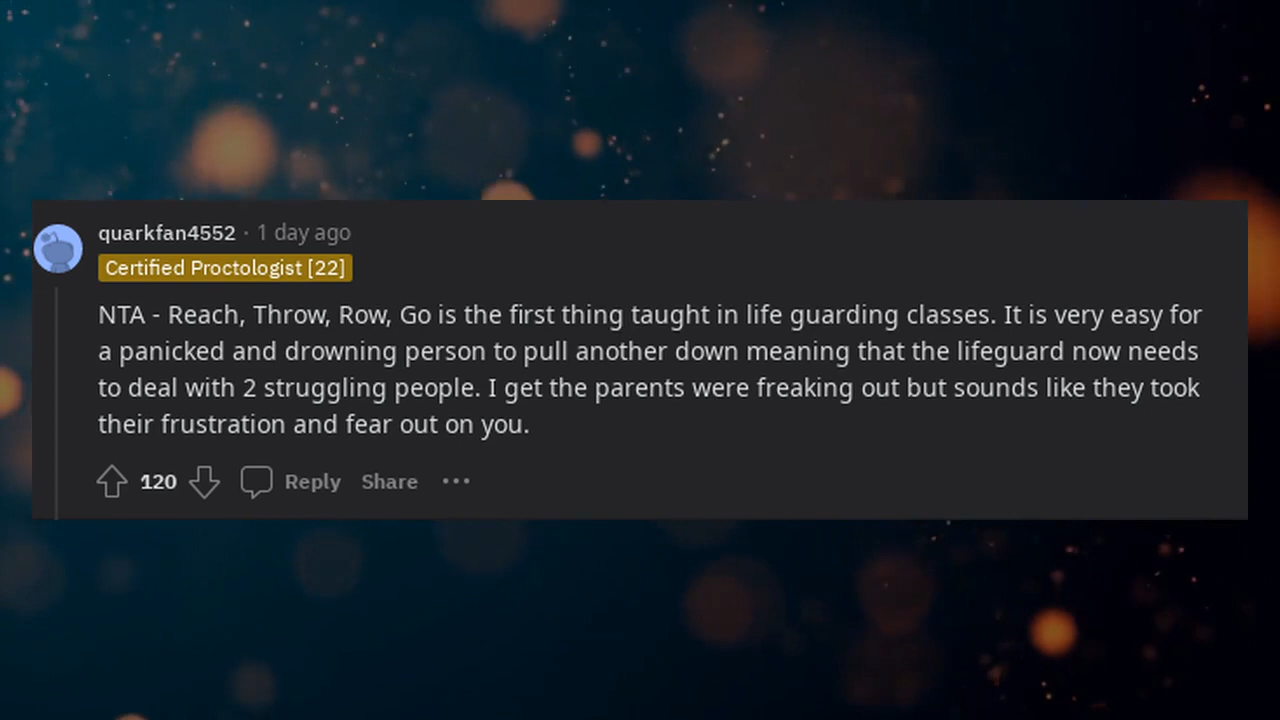 quarkfan4552 · 1 day ago
Certified Proctologist [22]
NTA - Reach, Throw, Row, Go is the first thing taught in life guarding classes. It is very easy for
a panicked and drowning person to pull another down meaning that the lifeguard now needs
to deal with 2 struggling people. I get the parents were freaking out but sounds like they took
their frustration and fear out on you.
120 Reply Share ···